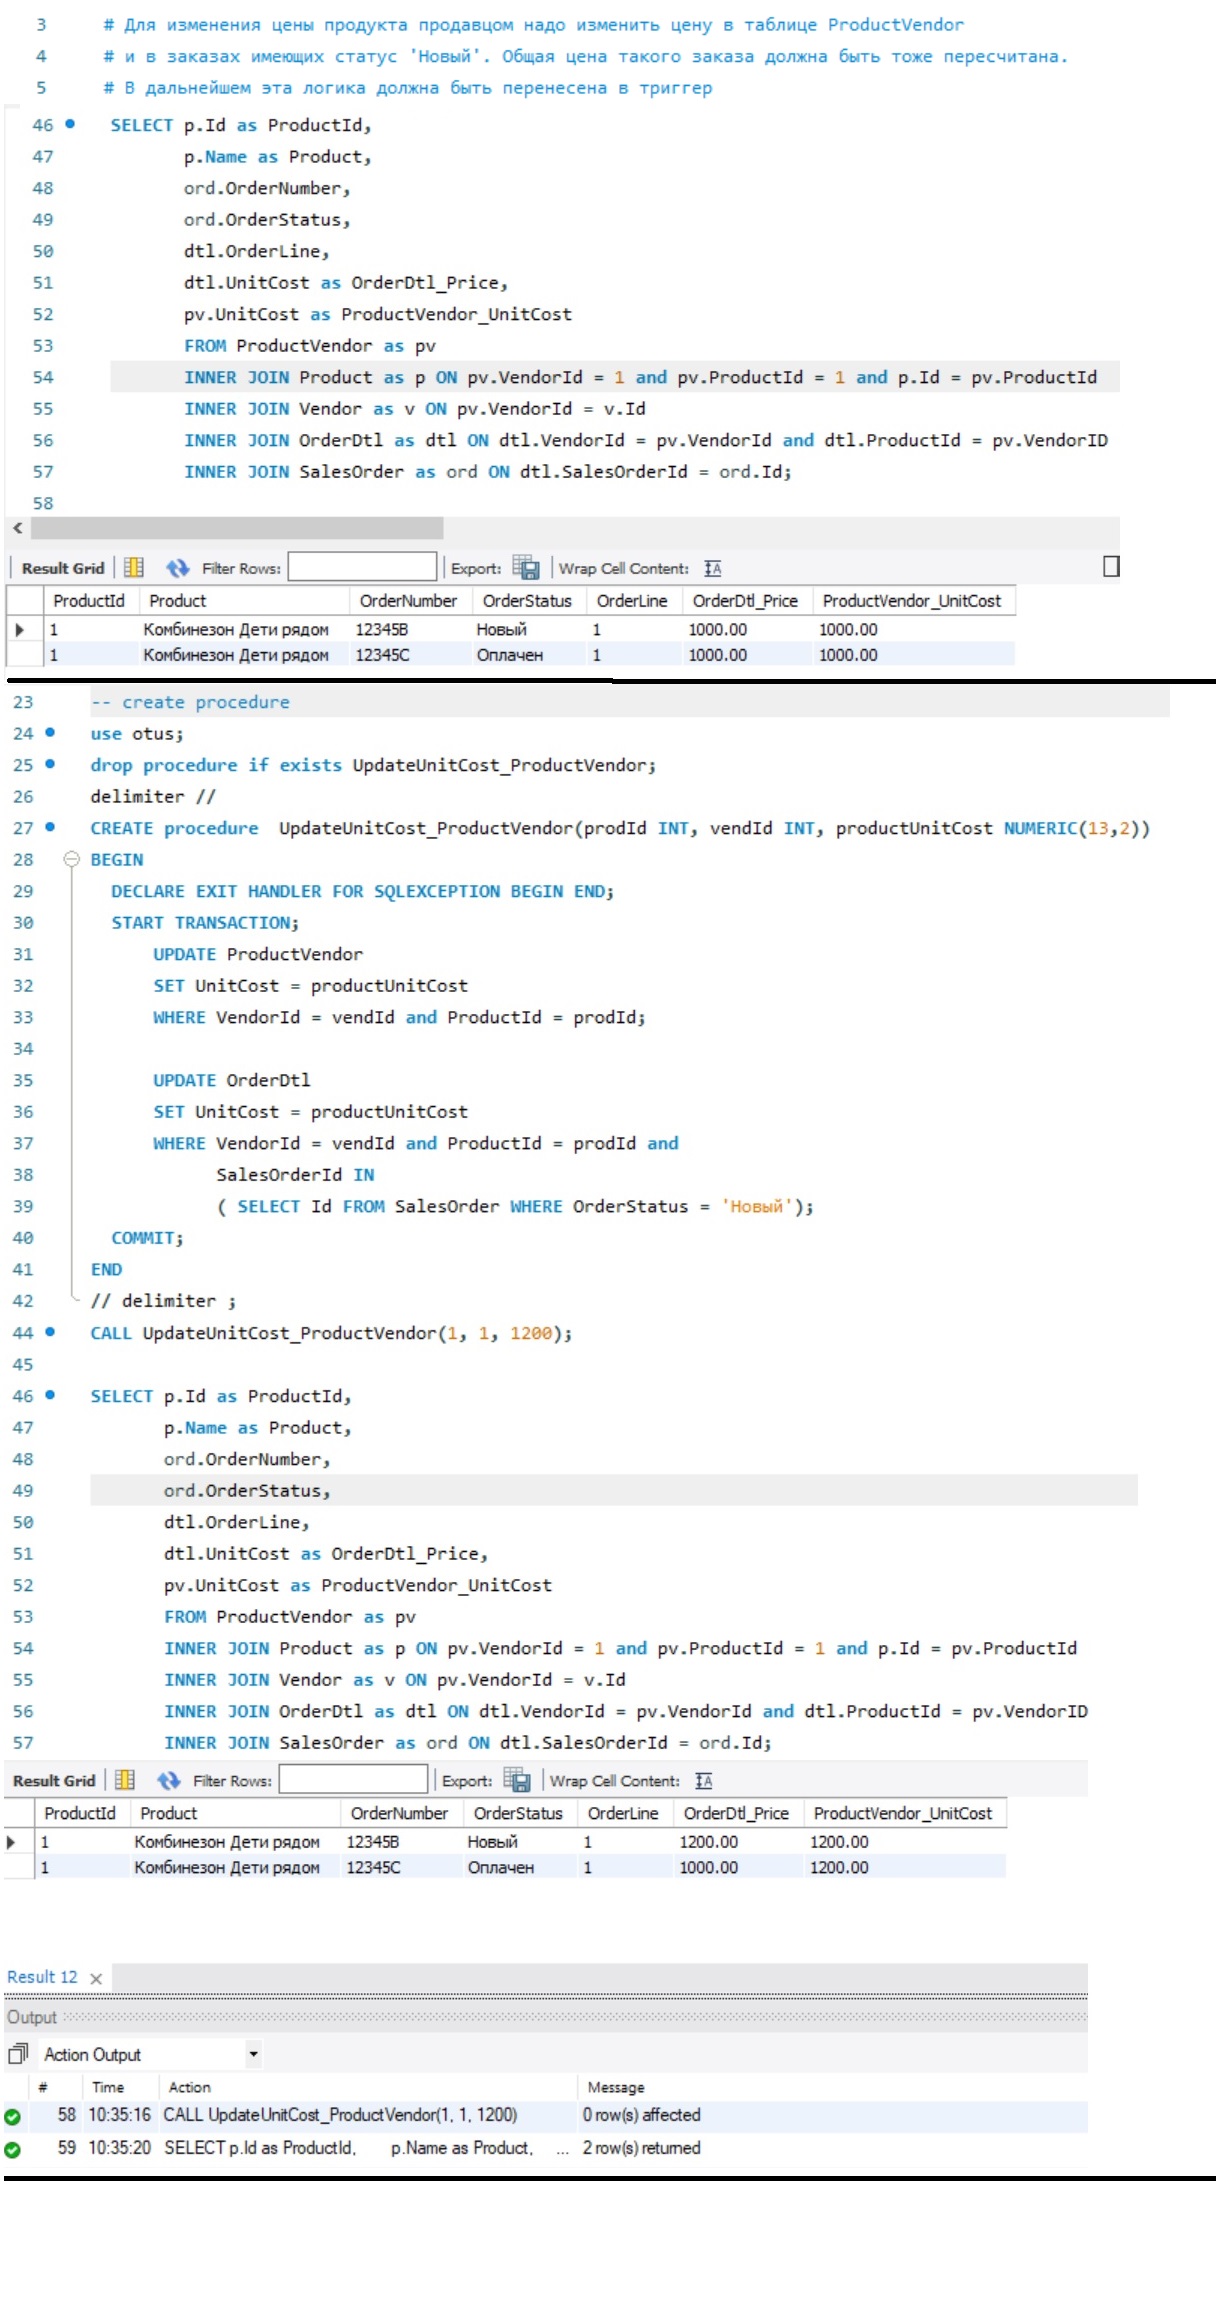 3 # Для изменения цены продукта продавцом надо изменить цену в таблице ProductVendor
4 # и в заказах имеющих статус 'Новый'. Общая цена такого заказа должна быть тоже пересчитана.
5 # В дальнейшем эта логика должна быть перенесена в триггер
46 SELECT p.Id as ProductId,
47 p.Name as Product,
48 ord.OrderNumber,
49 ord.OrderStatus,
50 dtl.OrderLine,
51 dtl.UnitCost as OrderDtl_Price,
52 pv.UnitCost as ProductVendor_UnitCost
53 FROM ProductVendor as pv
54 INNER JOIN Product as p ON pv.VendorId = 1 and pv.ProductId = 1 and p.Id = pv.ProductId
55 INNER JOIN Vendor as v ON pv.VendorId = v.Id
56 INNER JOIN OrderDtl as dtl ON dtl.VendorId = pv.VendorId and dtl.ProductId = pv.VendorID
57 INNER JOIN SalesOrder as ord ON dtl.SalesOrderId = ord.Id;
58
Result Grid Filter Rows: Export: Wrap Cell Content:
ProductId Product OrderNumber OrderStatus OrderLine OrderDtl_Price ProductVendor_UnitCost
1 Комбинезон Дети рядом 12345B Новый 1 1000.00 1000.00
1 Комбинезон Дети рядом 12345C Оплачен 1 1000.00 1000.00
23 -- create procedure
24 use otus;
25 drop procedure if exists UpdateUnitCost_ProductVendor;
26 delimiter //
27 CREATE procedure UpdateUnitCost_ProductVendor(prodId INT, vendId INT, productUnitCost NUMERIC(13,2))
28 BEGIN
29 DECLARE EXIT HANDLER FOR SQLEXCEPTION BEGIN END;
30 START TRANSACTION;
31 UPDATE ProductVendor
32 SET UnitCost = productUnitCost
33 WHERE VendorId = vendId and ProductId = prodId;
34
35 UPDATE OrderDtl
36 SET UnitCost = productUnitCost
37 WHERE VendorId = vendId and ProductId = prodId and
38 SalesOrderId IN
39 ( SELECT Id FROM SalesOrder WHERE OrderStatus = 'Новый');
40 COMMIT;
41 END
42 // delimiter ;
44 CALL UpdateUnitCost_ProductVendor(1, 1, 1200);
45
46 SELECT p.Id as ProductId,
47 p.Name as Product,
48 ord.OrderNumber,
49 ord.OrderStatus,
50 dtl.OrderLine,
51 dtl.UnitCost as OrderDtl_Price,
52 pv.UnitCost as ProductVendor_UnitCost
53 FROM ProductVendor as pv
54 INNER JOIN Product as p ON pv.VendorId = 1 and pv.ProductId = 1 and p.Id = pv.ProductId
55 INNER JOIN Vendor as v ON pv.VendorId = v.Id
56 INNER JOIN OrderDtl as dtl ON dtl.VendorId = pv.VendorId and dtl.ProductId = pv.VendorID
57 INNER JOIN SalesOrder as ord ON dtl.SalesOrderId = ord.Id;
Result Grid Filter Rows: Export: Wrap Cell Content:
ProductId Product OrderNumber OrderStatus OrderLine OrderDtl_Price ProductVendor_UnitCost
1 Комбинезон Дети рядом 12345B Новый 1 1200.00 1200.00
1 Комбинезон Дети рядом 12345C Оплачен 1 1000.00 1200.00
Result 12
Output
Action Output
# Time Action Message
58 10:35:16 CALL UpdateUnitCost_ProductVendor(1, 1, 1200) 0 row(s) affected
59 10:35:20 SELECT p.Id as ProductId, p.Name as Product, ... 2 row(s) returned